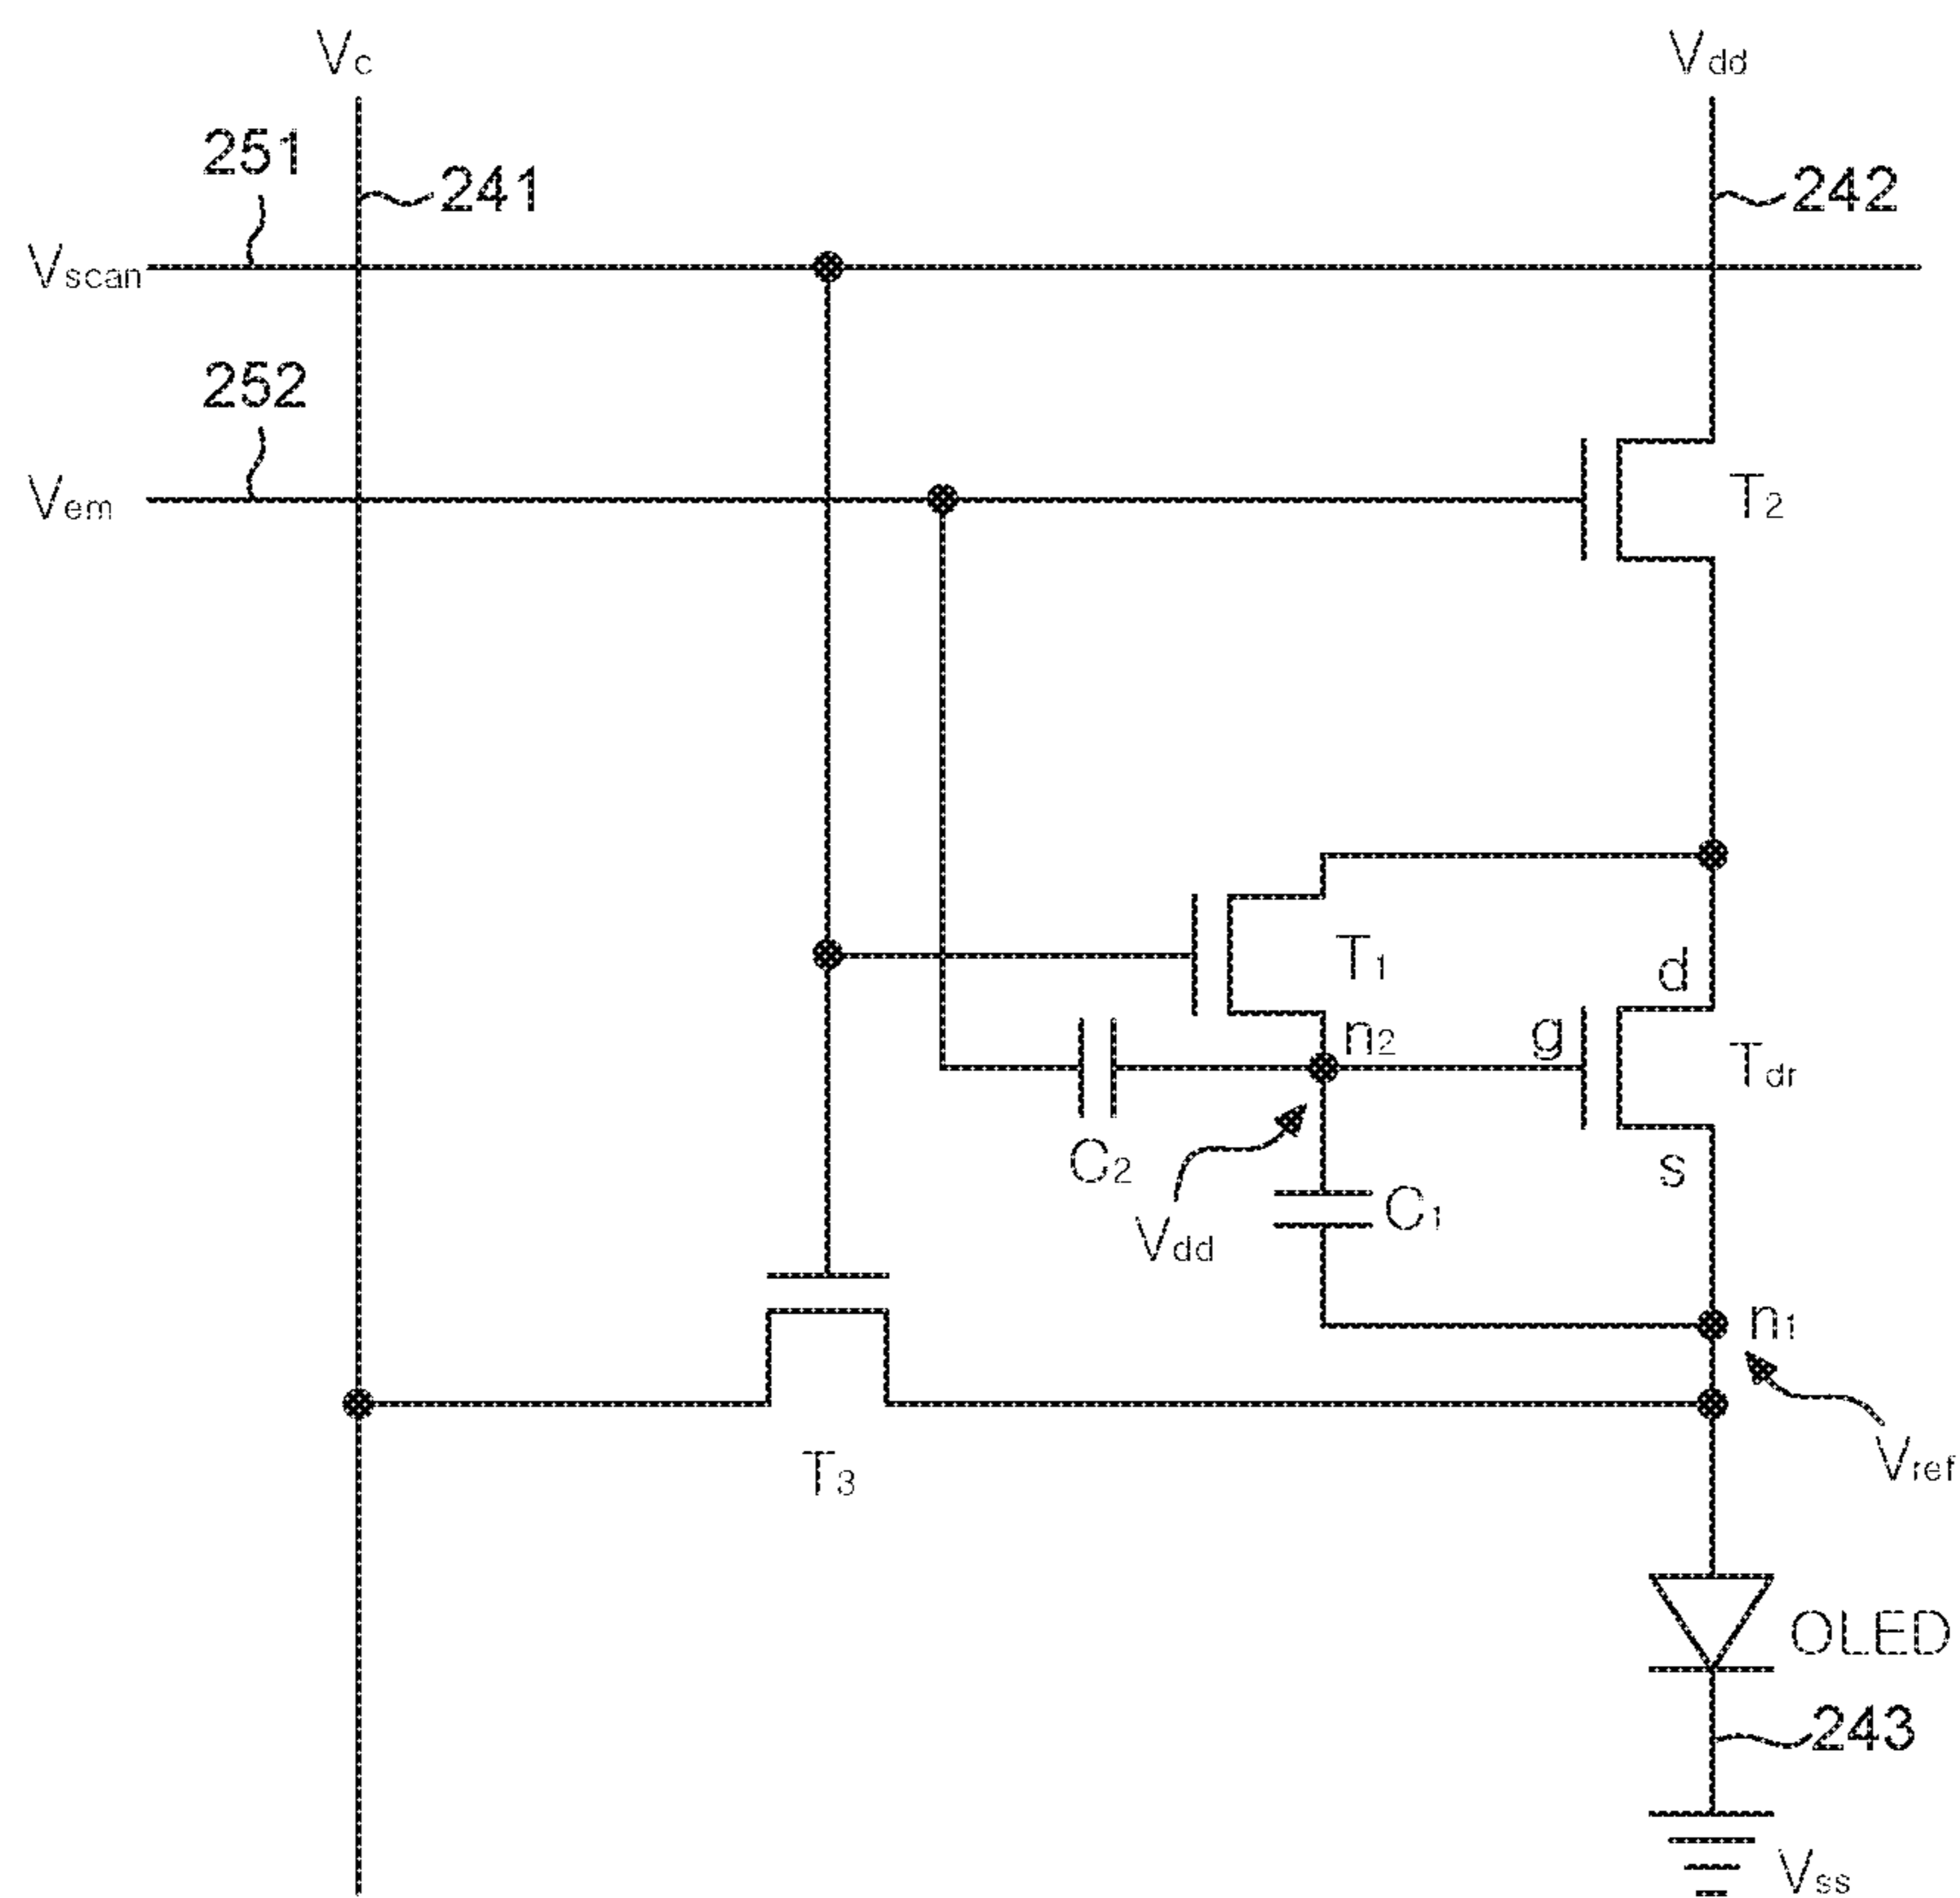 Vc
Vdd
251
241
242
Vscan
252
Vem
T2
T1
d
n2
g
Tdr
C2
s
C1
Vdd
n1
Vref
T3
OLED
243
Vss